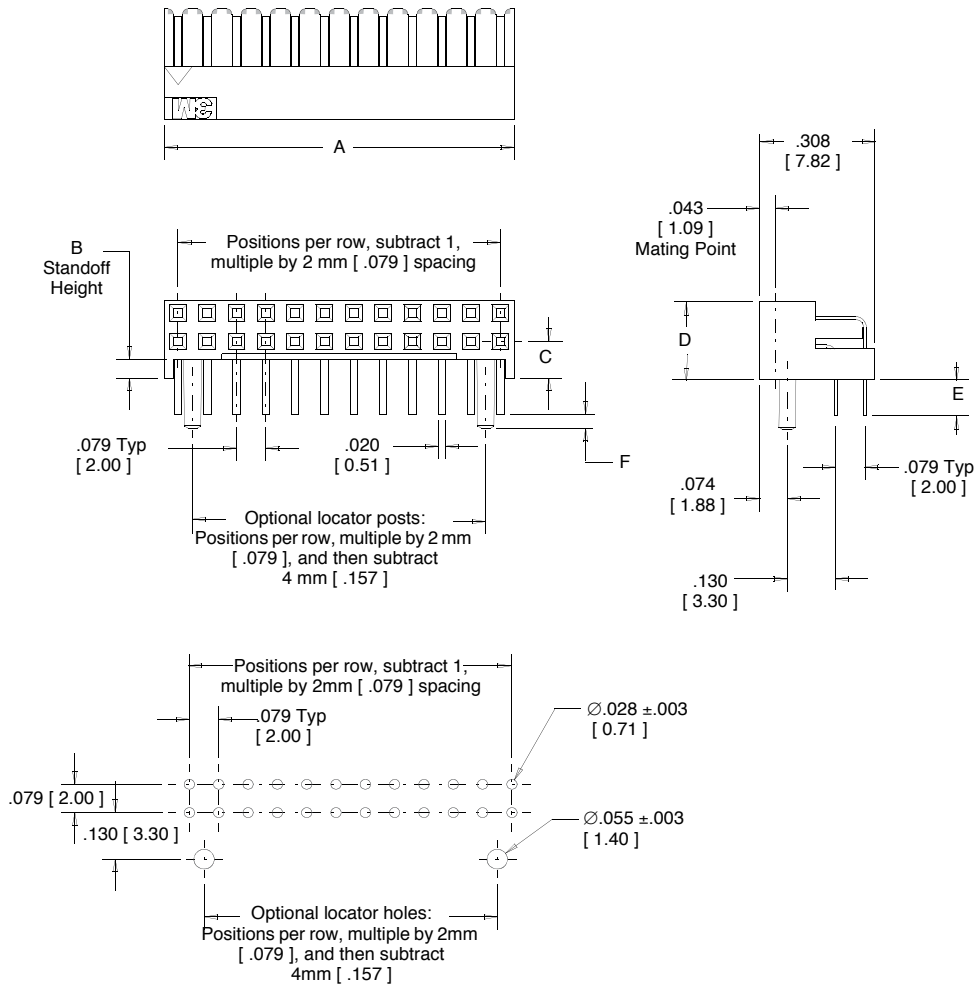 3M
A
.308
[ 7.82 ]
.043
[ 1.09 ]
Mating Point
B
Standoff
Height
Positions per row, subtract 1,
multiple by 2 mm [ .079 ] spacing
C
D
E
F
.079 Typ
[ 2.00 ]
.020
[ 0.51 ]
.079 Typ
[ 2.00 ]
.074
[ 1.88 ]
.130
[ 3.30 ]
Optional locator posts:
Positions per row, multiple by 2 mm
[ .079 ], and then subtract
4 mm [ .157 ]
Positions per row, subtract 1,
multiple by 2mm [ .079 ] spacing
.079 Typ
[ 2.00 ]
∅.028 ±.003
[ 0.71 ]
.079 [ 2.00 ]
.130 [ 3.30 ]
∅.055 ±.003
[ 1.40 ]
Optional locator holes:
Positions per row, multiple by 2mm
[ .079 ], and then subtract
4mm [ .157 ]